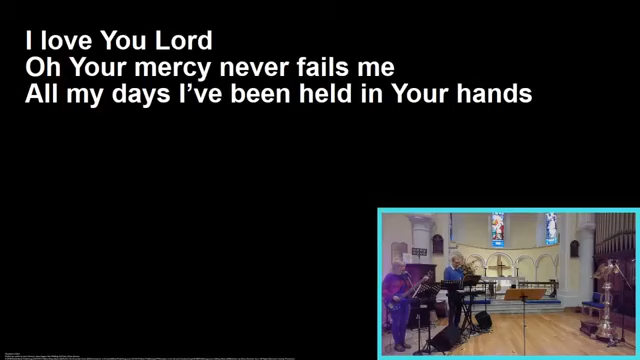 I love You Lord
Oh Your mercy never fails me
All my days I've been held in Your hands